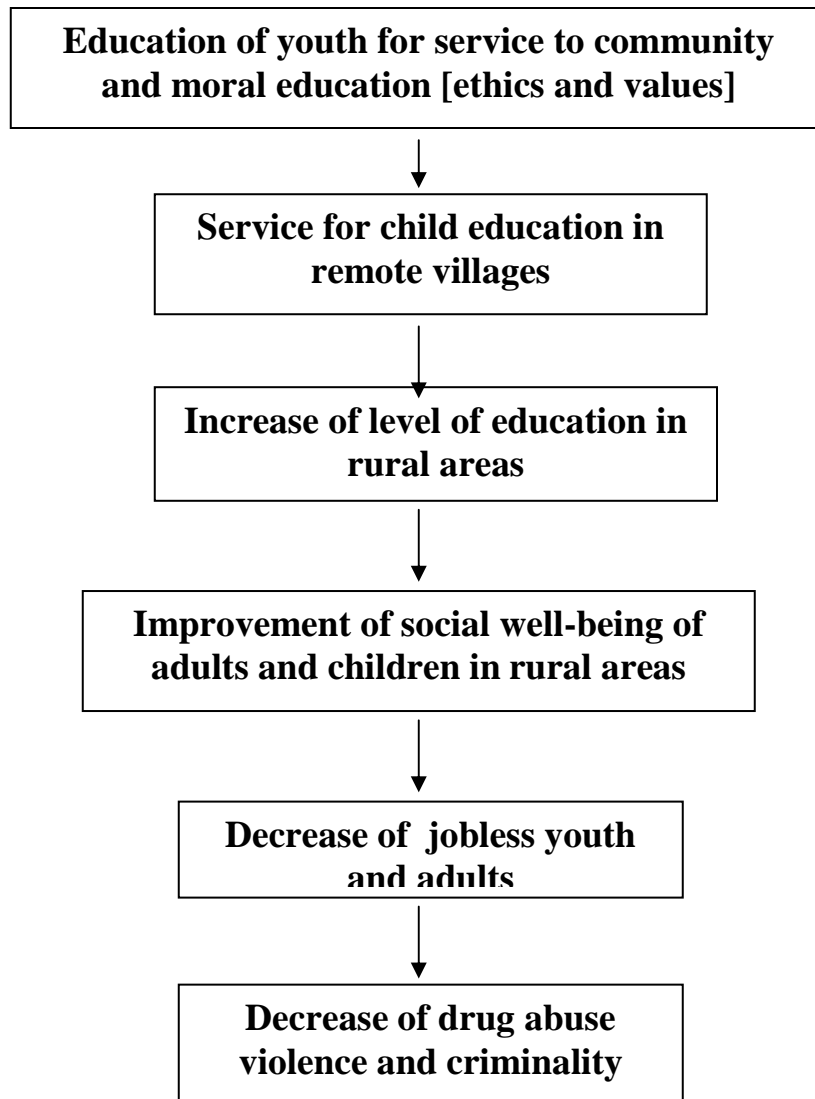 Education of youth for service to community
and moral education [ethics and values]
Service for child education in
remote villages
Increase of level of education in
rural areas
Improvement of social well-being of
adults and children in rural areas
Decrease of  jobless youth
and adults
Decrease of drug abuse
violence and criminality